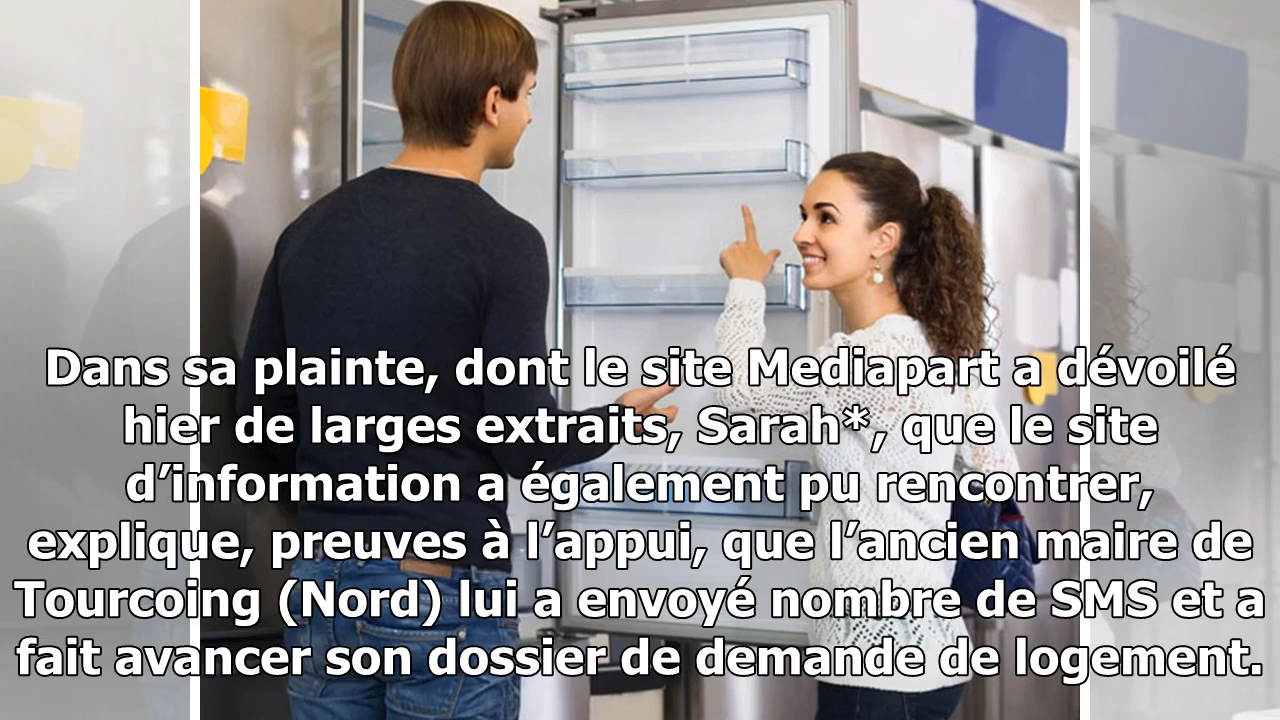 Dans sa plainte, dont le site Mediapart a dévoilé
hier de larges extraits, Sarah*, que le site
d’information a également pu rencontrer,
explique, preuves à l’appui, que l’ancien maire de
Tourcoing (Nord) lui a envoyé nombre de SMS et a
fait avancer son dossier de demande de logement.